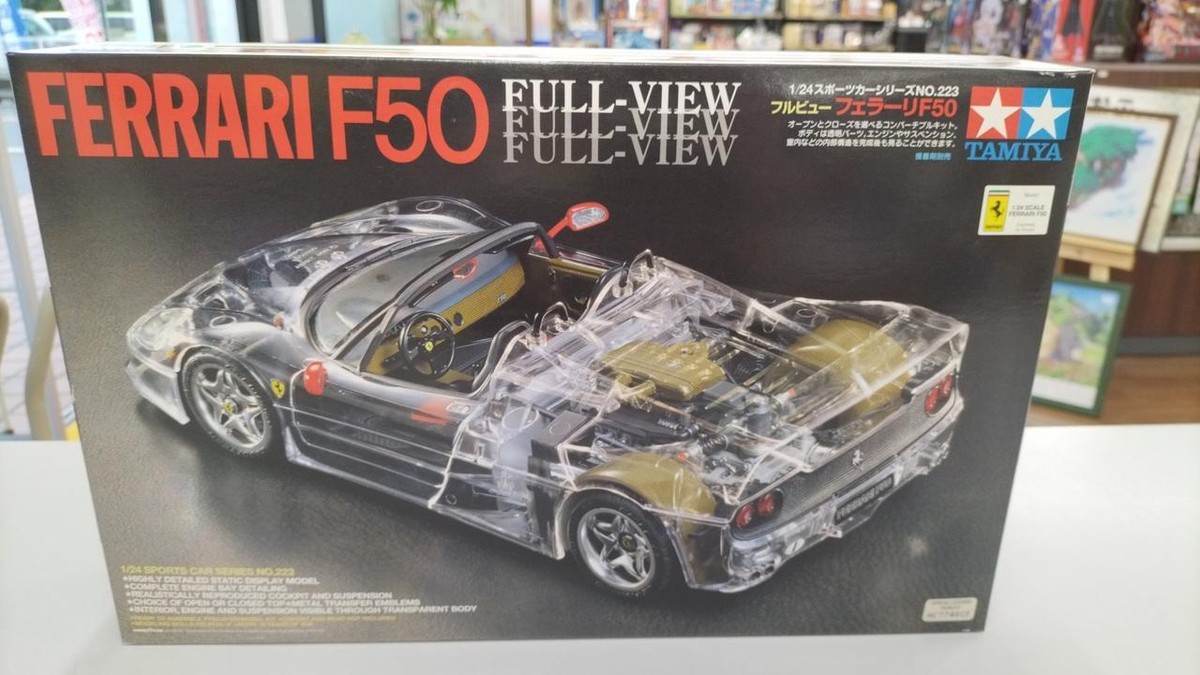 FERRARI F50
FULL-VIEW
FULL-VIEW
FULL-VIEW
1/24スポーツカーシリーズNO.223
フルビュー フェラーリF50
オープンとクローズを選べるコンバーチブルキット。
ボディは透明パーツ。エンジンやサスペンション、
室内などの内部構造を完成後も見ることができます。
接着剤別売
TAMIYA
1:24 SCALE
FERRARI F50
1/24 SPORTS CAR SERIES NO.223
★HIGHLY DETAILED STATIC DISPLAY MODEL
★COMPLETE ENGINE BAY DETAILING
★REALISTICALLY REPRODUCED COCKPIT AND SUSPENSION
★CHOICE OF OPEN OR CLOSED TOP★METAL TRANSFER EMBLEMS
★INTERIOR, ENGINE AND SUSPENSION VISIBLE THROUGH TRANSPARENT BODY